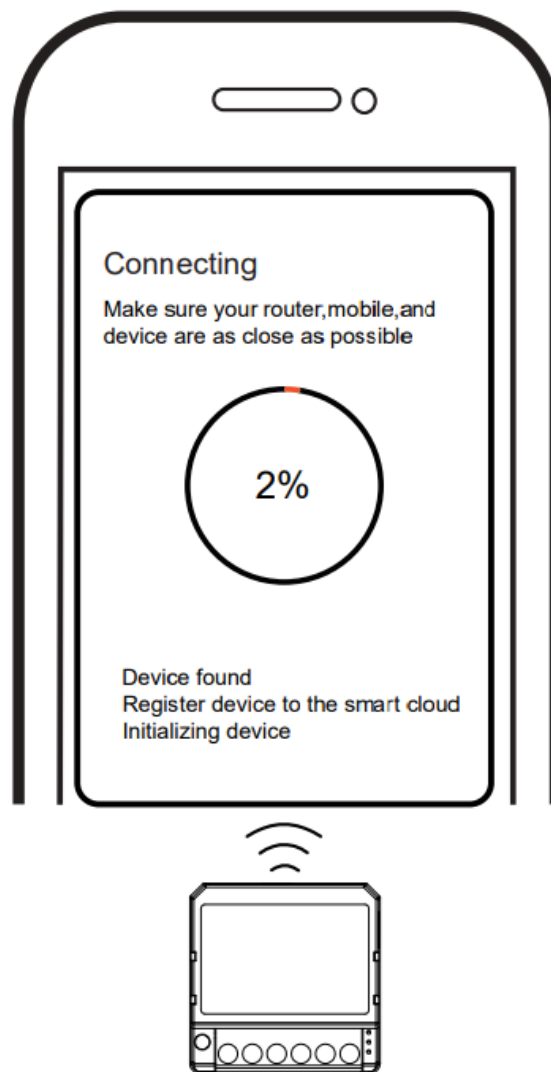 Connecting
Make sure your router,mobile,and
device are as close as possible
2%
Device found
Register device to the smart cloud
Initializing device